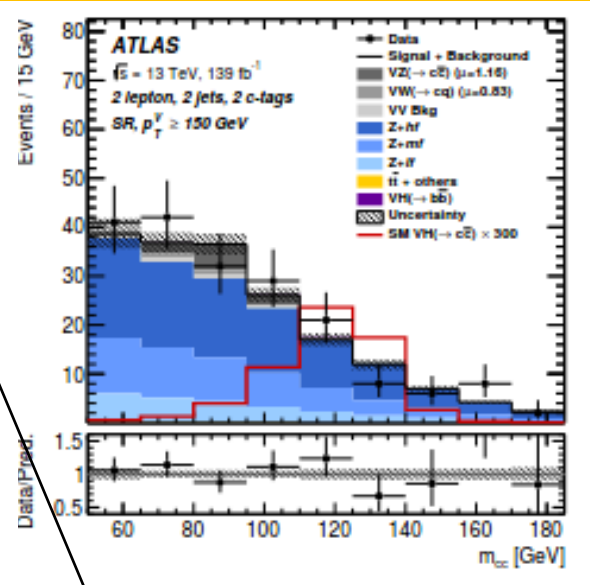 Events / 15 GeV
80
70
60
50
40
30
20
10
ATLAS
√s = 13 TeV, 139 fb⁻¹
2 lepton, 2 jets, 2 c-tags
SR, p_T^V ≥ 150 GeV
Data
Signal + Background
VZ(→ cc̅) (μ=1.16)
VW(→ cq) (μ=0.83)
VV Bkg
Z+hf
Z+mf
Z+lf
tt̅ + others
VH(→ bb̅)
Uncertainty
SM VH(→ cc̅) × 300
Data/Pred.
1.5
1
0.5
60 80 100 120 140 160 180
m_cc [GeV]